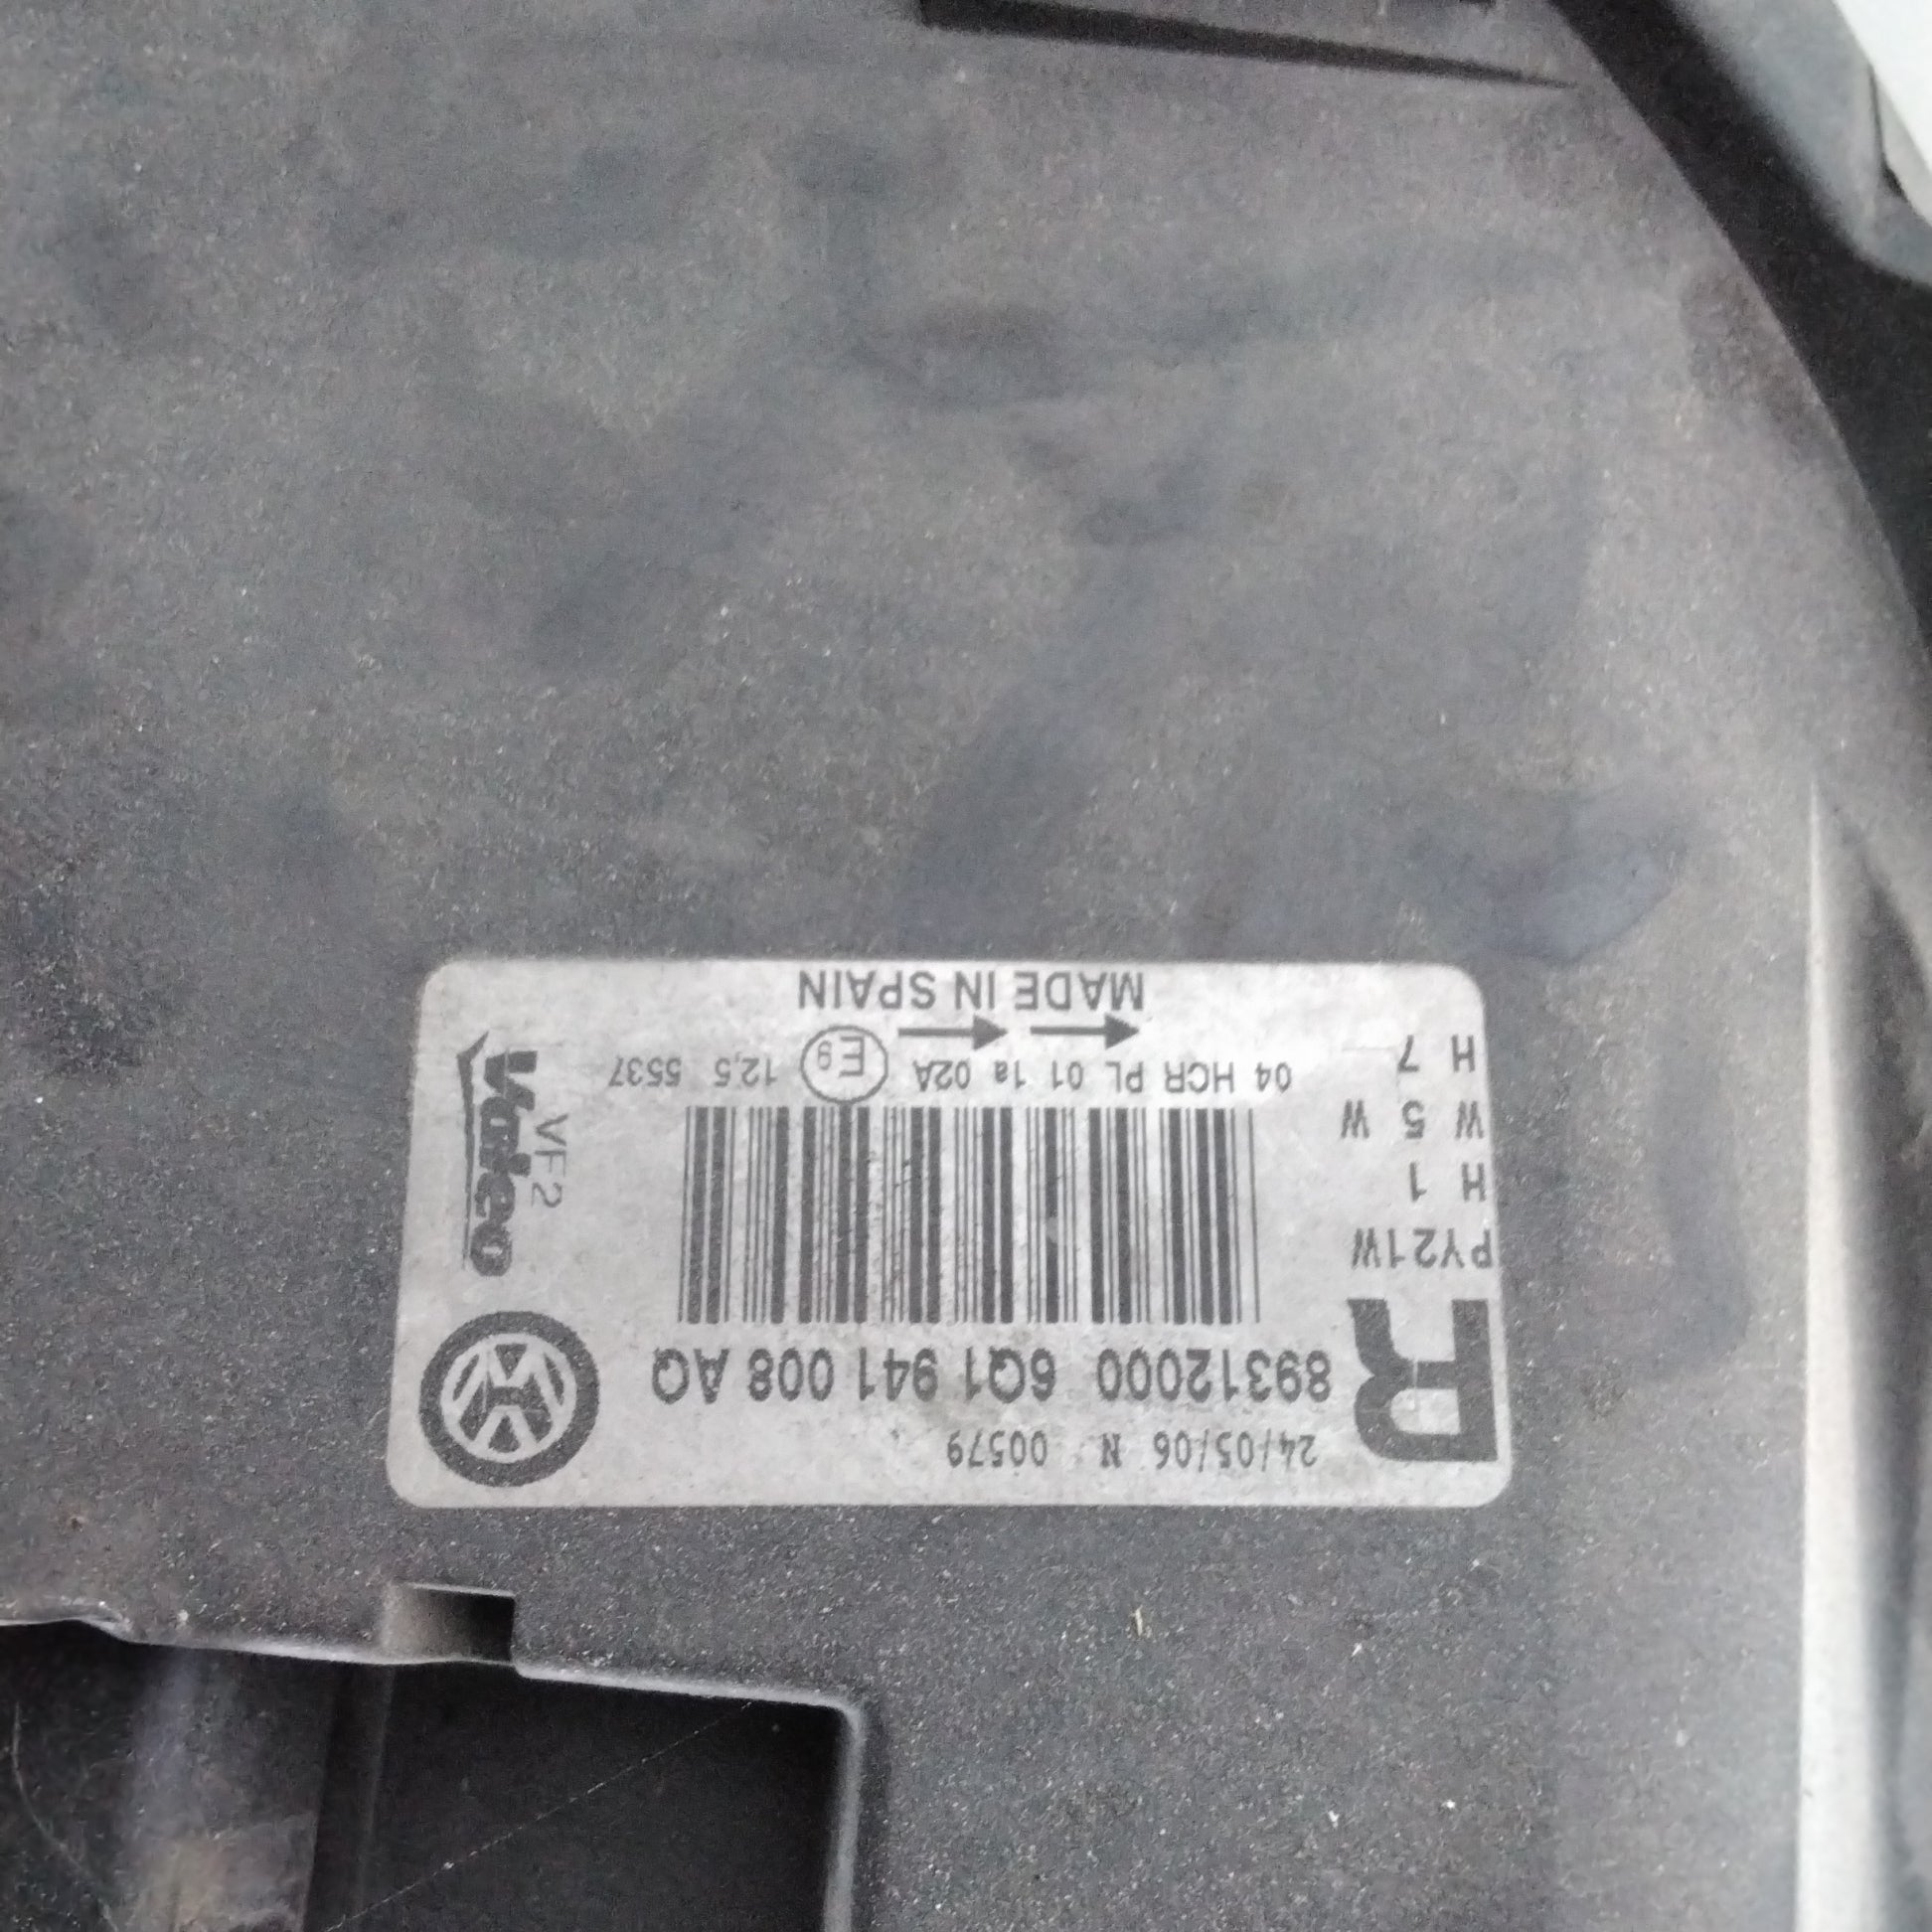 24/05/06 N 00579
R 89312000 6Q1 941 008 AQ
PY21W
H 1
W 5 W
H 7
04 HCR PL 01 1a 02A E9 12,5 5537
MADE IN SPAIN
VF2
Valeo